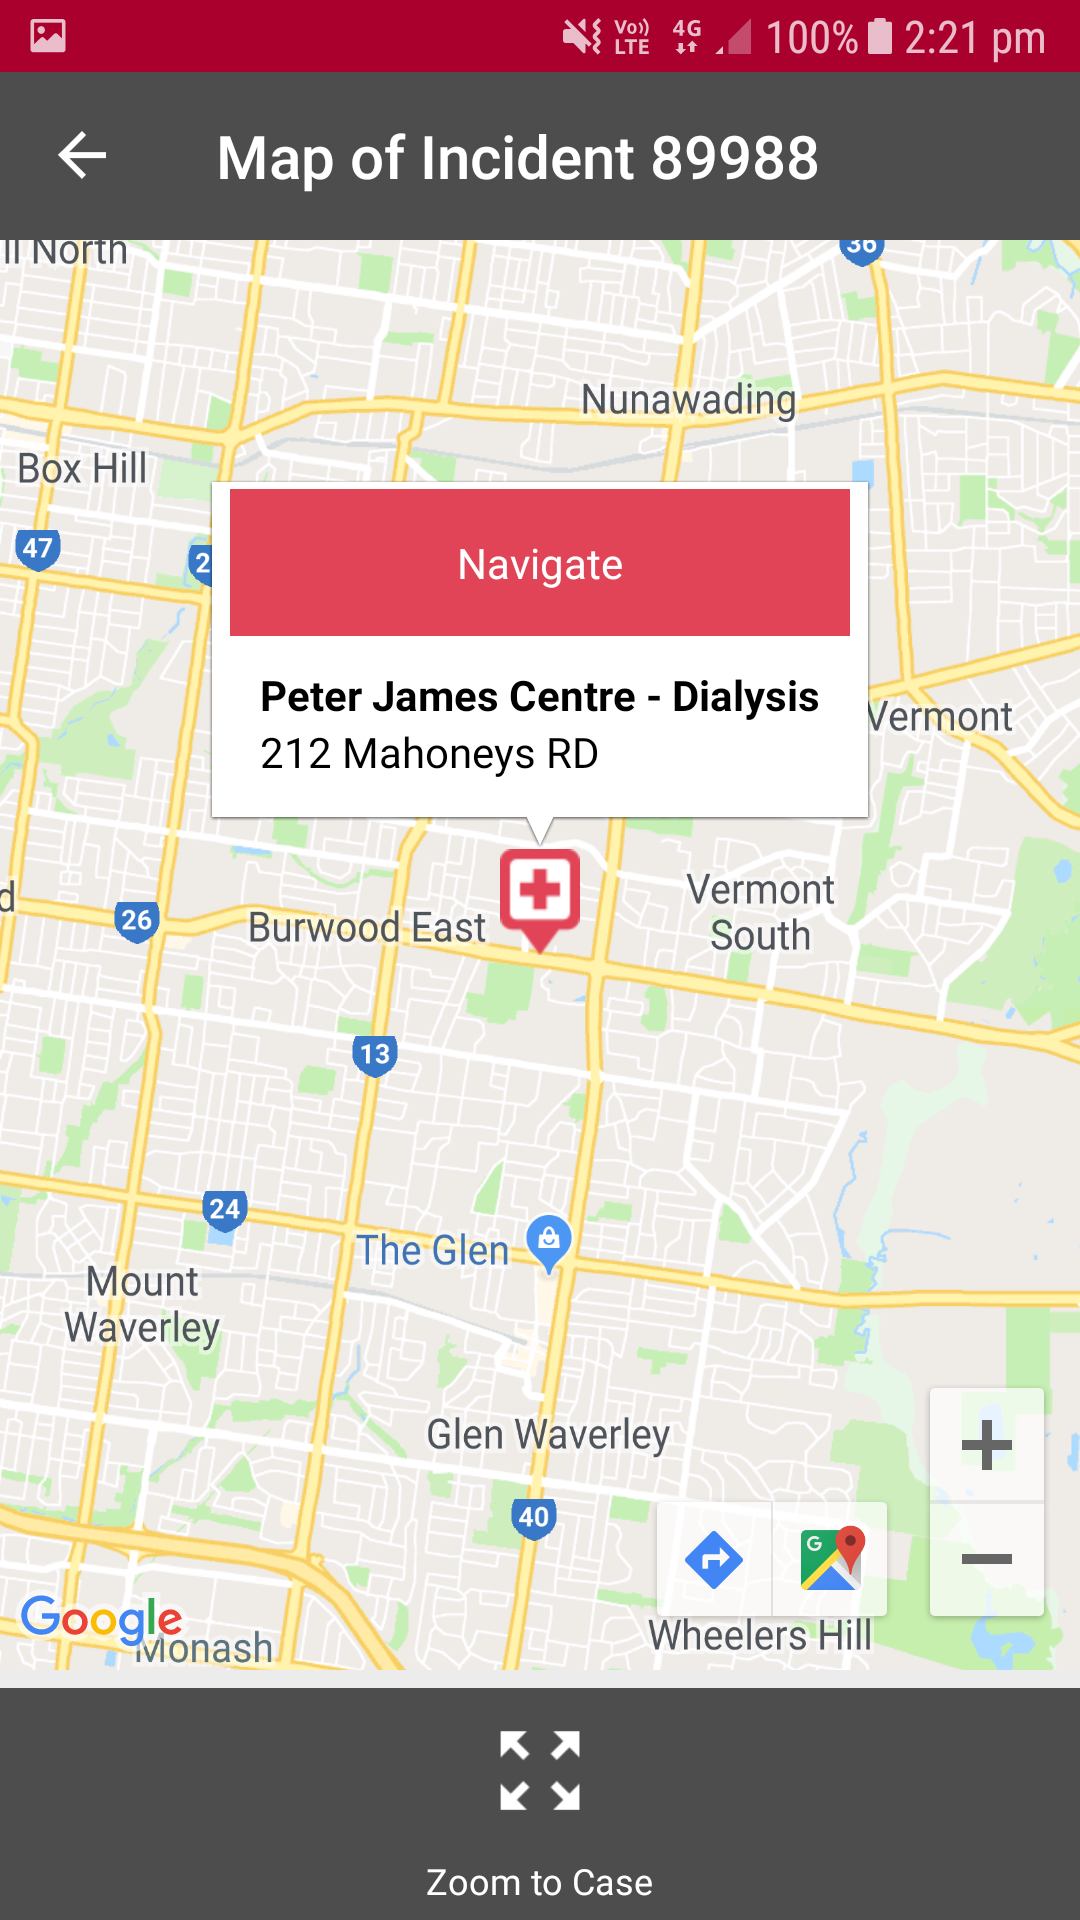 Vo))
LTE
4G
100%
2:21 pm
Map of Incident 89988
ll North
36
Nunawading
Box Hill
47
2
Navigate
Peter James Centre - Dialysis
212 Mahoneys RD
Vermont
d
26
Burwood East
Vermont
South
13
24
The Glen
Mount
Waverley
Glen Waverley
40
G
Google
Monash
Wheelers Hill
Zoom to Case